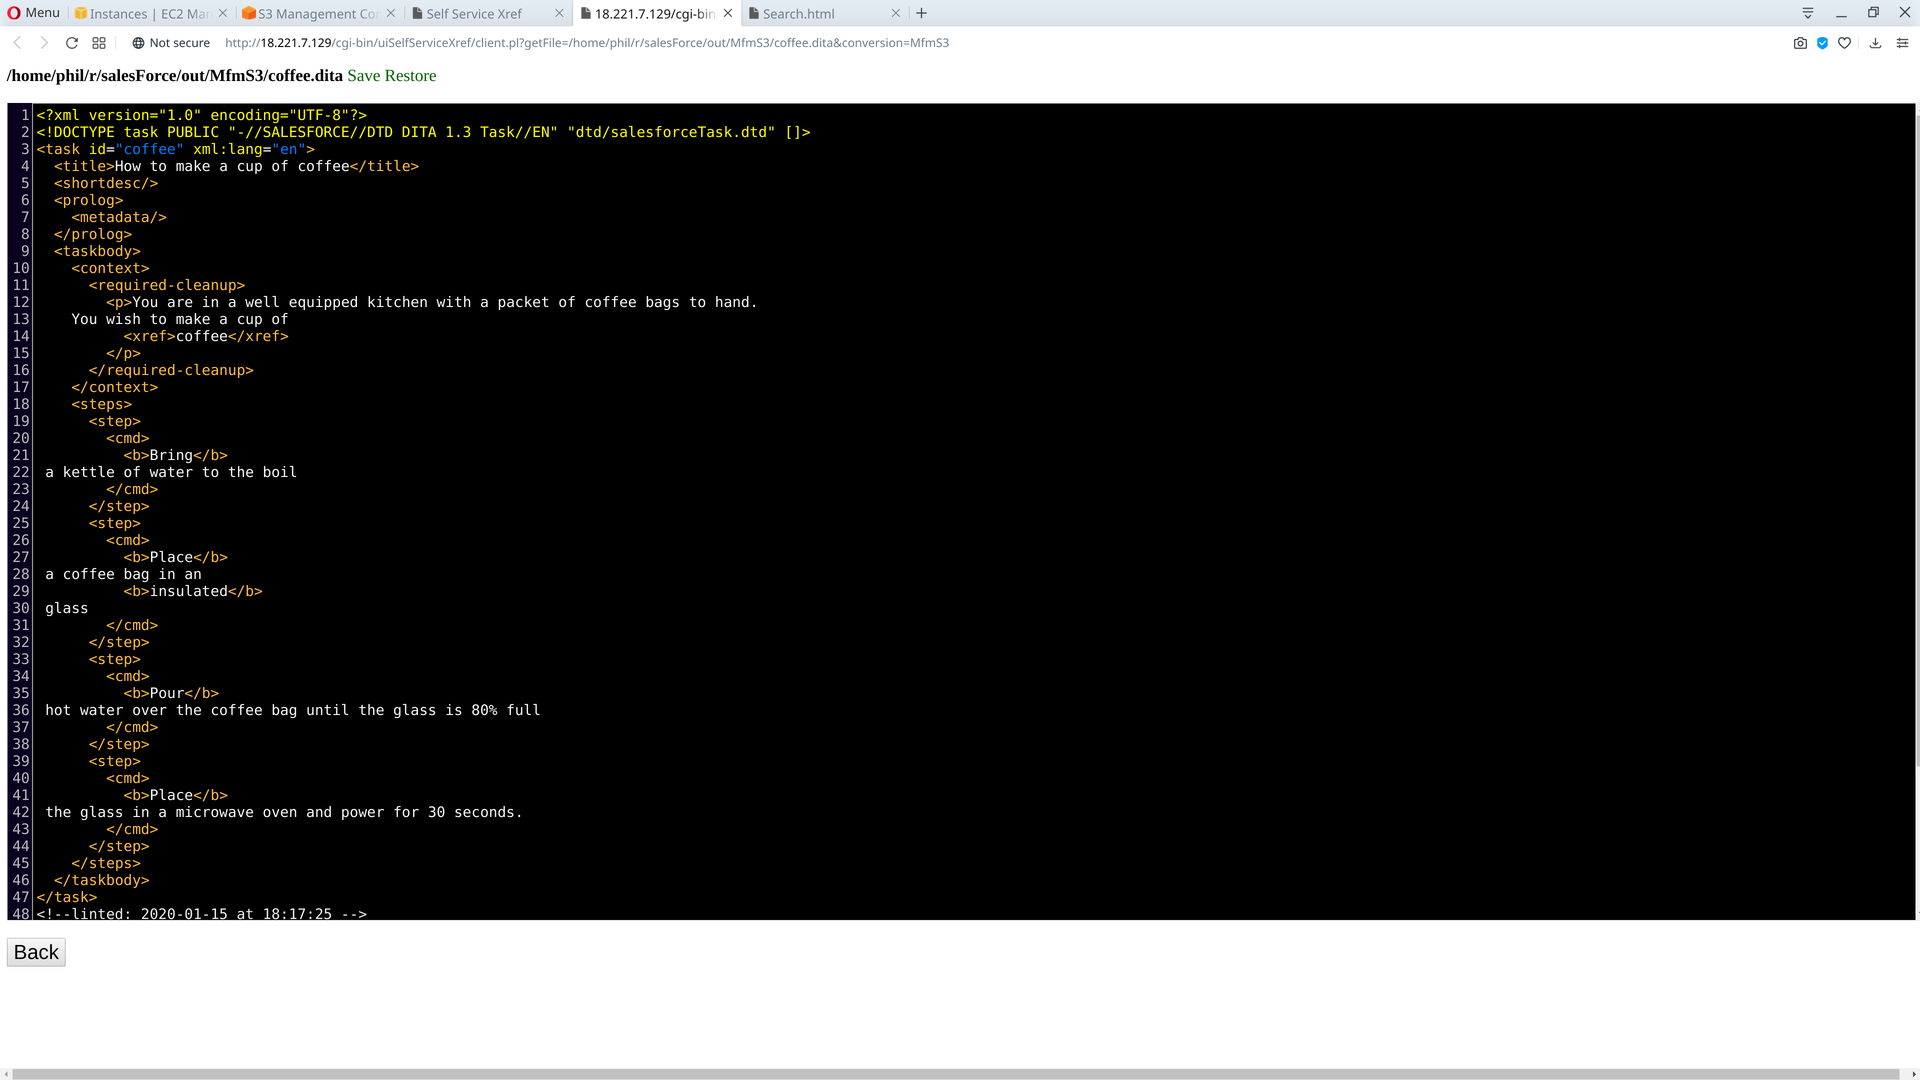 Menu
Instances | EC2 Mar
S3 Management Co
Self Service Xref
18.221.7.129/cgi-bin
Search.html
Not secure
http://18.221.7.129/cgi-bin/uiSelfServiceXref/client.pl?getFile=/home/phil/r/salesForce/out/MfmS3/coffee.dita&conversion=MfmS3
/home/phil/r/salesForce/out/MfmS3/coffee.dita Save Restore
1 <?xml version="1.0" encoding="UTF-8"?>
2 <!DOCTYPE task PUBLIC "-//SALESFORCE//DTD DITA 1.3 Task//EN" "dtd/salesforceTask.dtd" []>
3 <task id="coffee" xml:lang="en">
4   <title>How to make a cup of coffee</title>
5   <shortdesc/>
6   <prolog>
7     <metadata/>
8   </prolog>
9   <taskbody>
10     <context>
11       <required-cleanup>
12         <p>You are in a well equipped kitchen with a packet of coffee bags to hand.
13     You wish to make a cup of
14           <xref>coffee</xref>
15         </p>
16       </required-cleanup>
17     </context>
18     <steps>
19       <step>
20         <cmd>
21           <b>Bring</b>
22  a kettle of water to the boil
23         </cmd>
24       </step>
25       <step>
26         <cmd>
27           <b>Place</b>
28  a coffee bag in an
29           <b>insulated</b>
30  glass
31         </cmd>
32       </step>
33       <step>
34         <cmd>
35           <b>Pour</b>
36  hot water over the coffee bag until the glass is 80% full
37         </cmd>
38       </step>
39       <step>
40         <cmd>
41           <b>Place</b>
42  the glass in a microwave oven and power for 30 seconds.
43         </cmd>
44       </step>
45     </steps>
46   </taskbody>
47 </task>
48 <!--linted: 2020-01-15 at 18:17:25 -->
Back